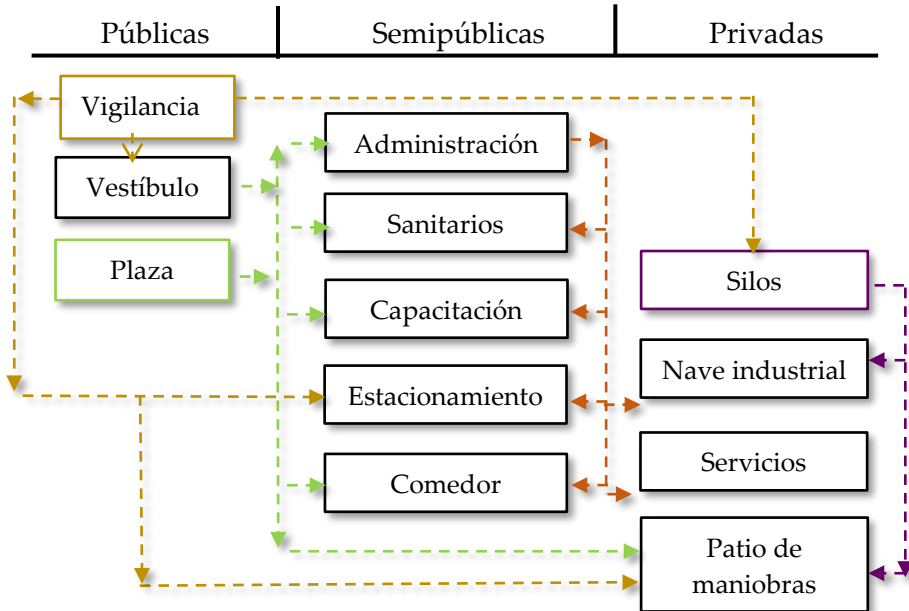 Públicas
Semipúblicas
Privadas
Vigilancia
Vestíbulo
Plaza
Administración
Sanitarios
Capacitación
Estacionamiento
Comedor
Silos
Nave industrial
Servicios
Patio de
maniobras